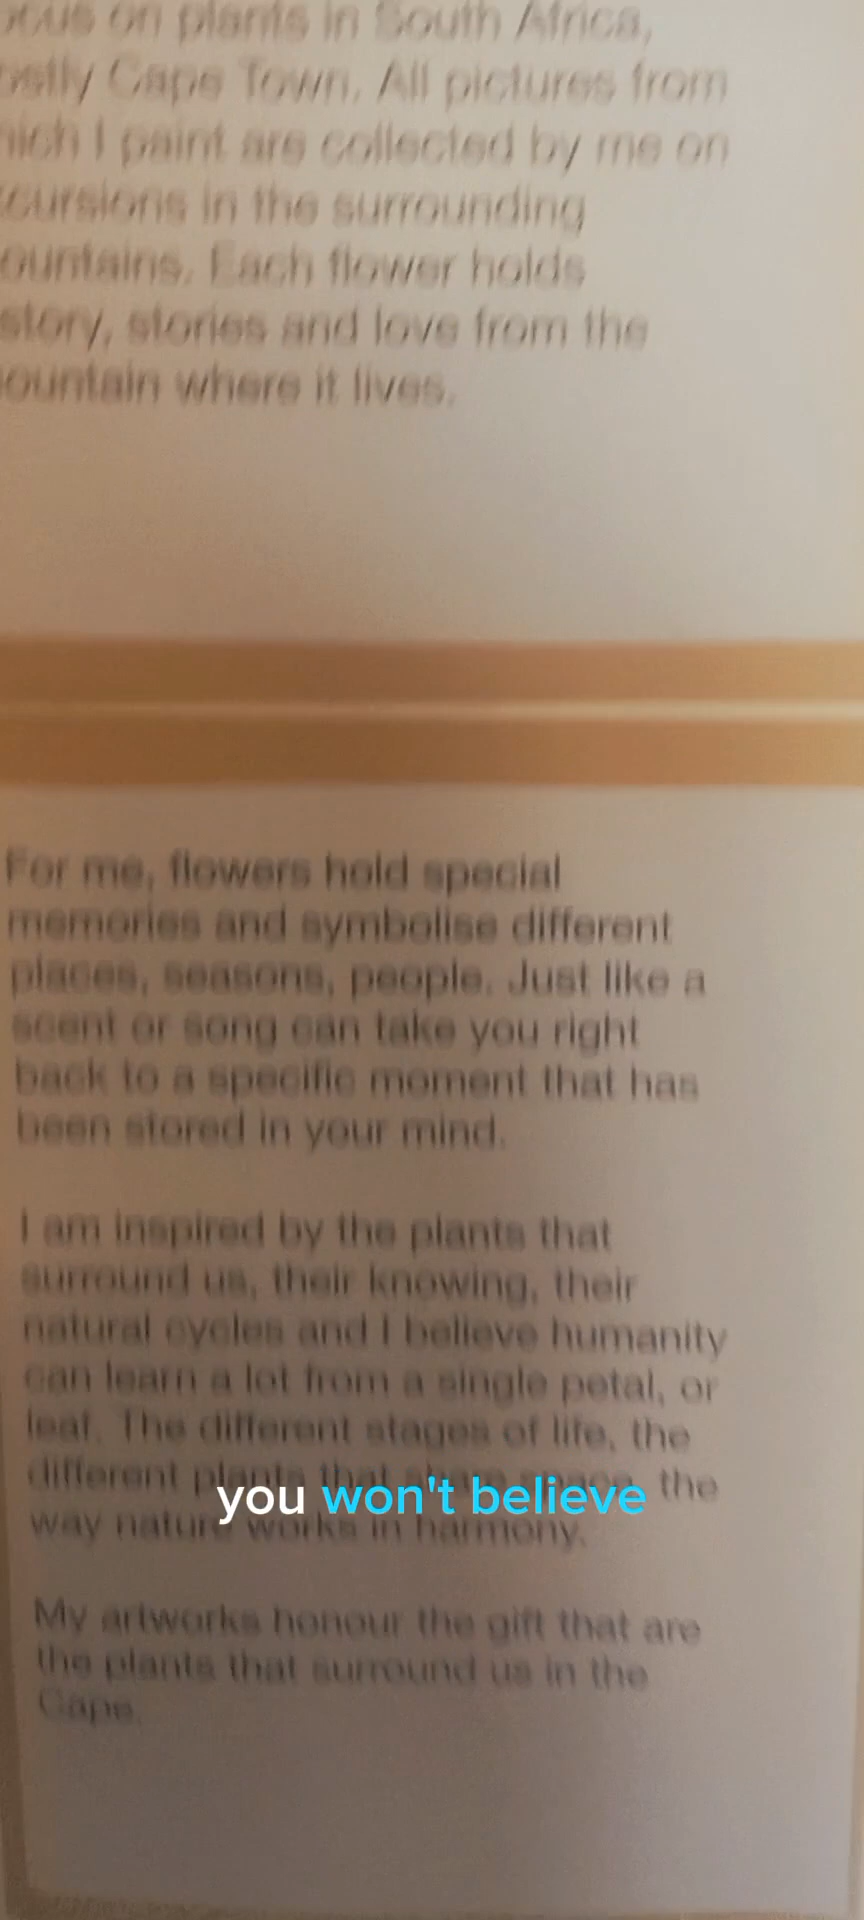 ocus on plants in South Africa,
ostly Cape Town. All pictures from
hich I paint are collected by me on
cursions in the surrounding
ountains. Each flower holds
story, stories and love from the
ountain where it lives.
For me, flowers hold special
memories and symbolise different
places, seasons, people. Just like a
scent or song can take you right
back to a specific moment that has
been stored in your mind.
I am inspired by the plants that
surround us, their knowing, their
natural cycles and I believe humanity
can learn a lot from a single petal, or
leaf. The different stages of life, the
different plants that share space, the
you won't believe
way nature works in harmony.
My artworks honour the gift that are
the plants that surround us in the
Cape.